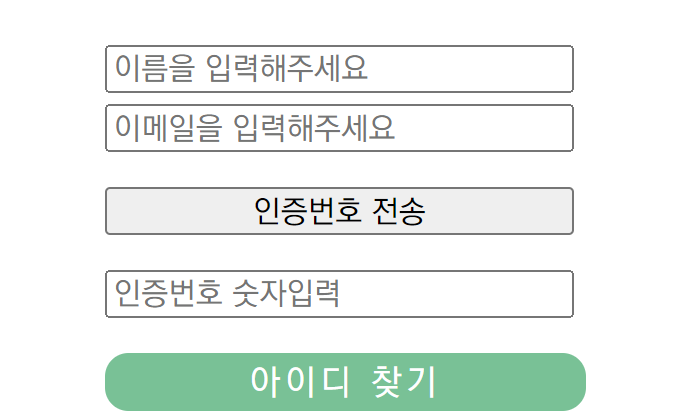 이름을 입력해주세요
이메일을 입력해주세요
인증번호 전송
인증번호 숫자입력
아이디 찾기